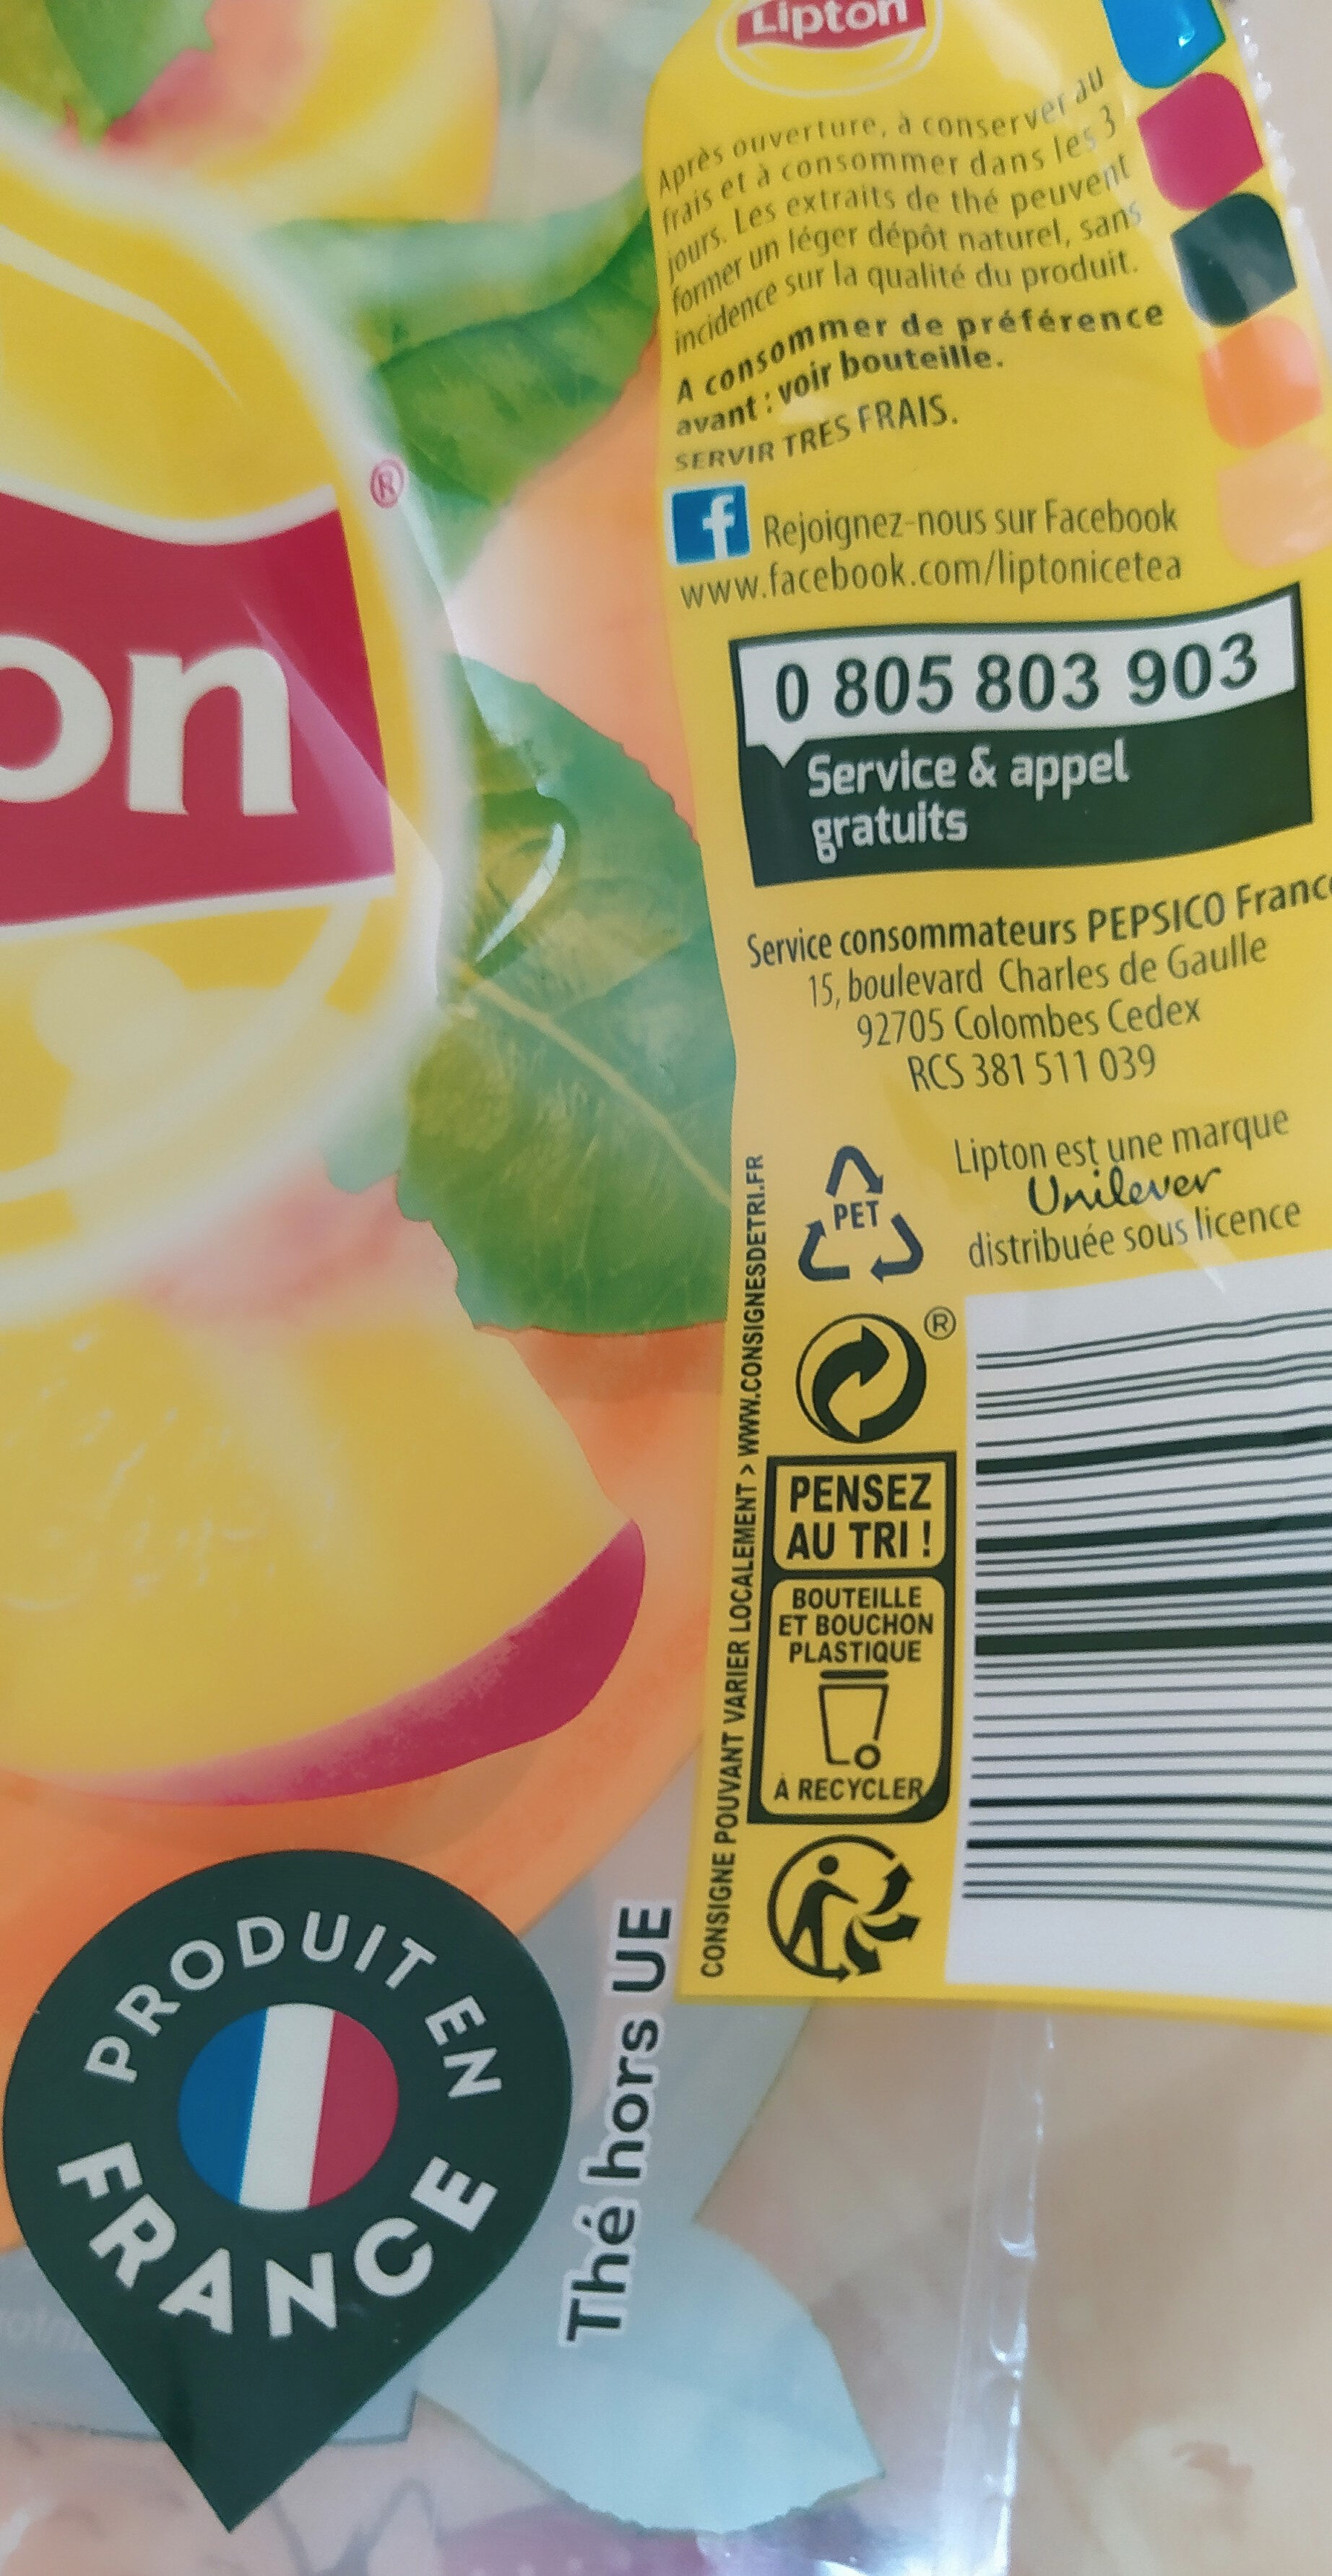 Lipton
Après ouverture, à conserver au
frais et à consommer dans les 3
jours. Les extraits de thé peuvent
former un léger dépôt naturel, sans
incidence sur la qualité du produit.
A consommer de préférence
avant : voir bouteille.
SERVIR TRES FRAIS.
f Rejoignez-nous sur Facebook
www.facebook.com/liptonicetea
0 805 803 903
Service & appel
gratuits
Service consommateurs PEPSICO France
15, boulevard Charles de Gaulle
92705 Colombes Cedex
RCS 381 511 039
Lipton est une marque
Unilever
distribuée sous licence
PET
®
PENSEZ
AU TRI !
BOUTEILLE
ET BOUCHON
PLASTIQUE
À RECYCLER
CONSIGNE POUVANT VARIER LOCALEMENT > WWW.CONSIGNESDETRI.FR
®
on
PRODUIT EN
FRANCE
Thé hors UE